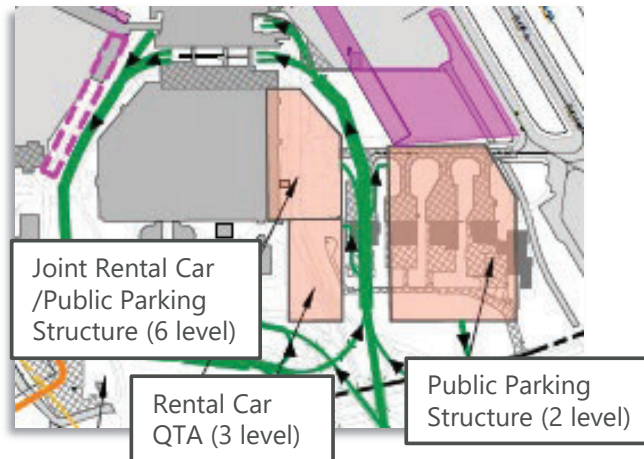 Joint Rental Car
/Public Parking
Structure (6 level)
Rental Car
QTA (3 level)
Public Parking
Structure (2 level)